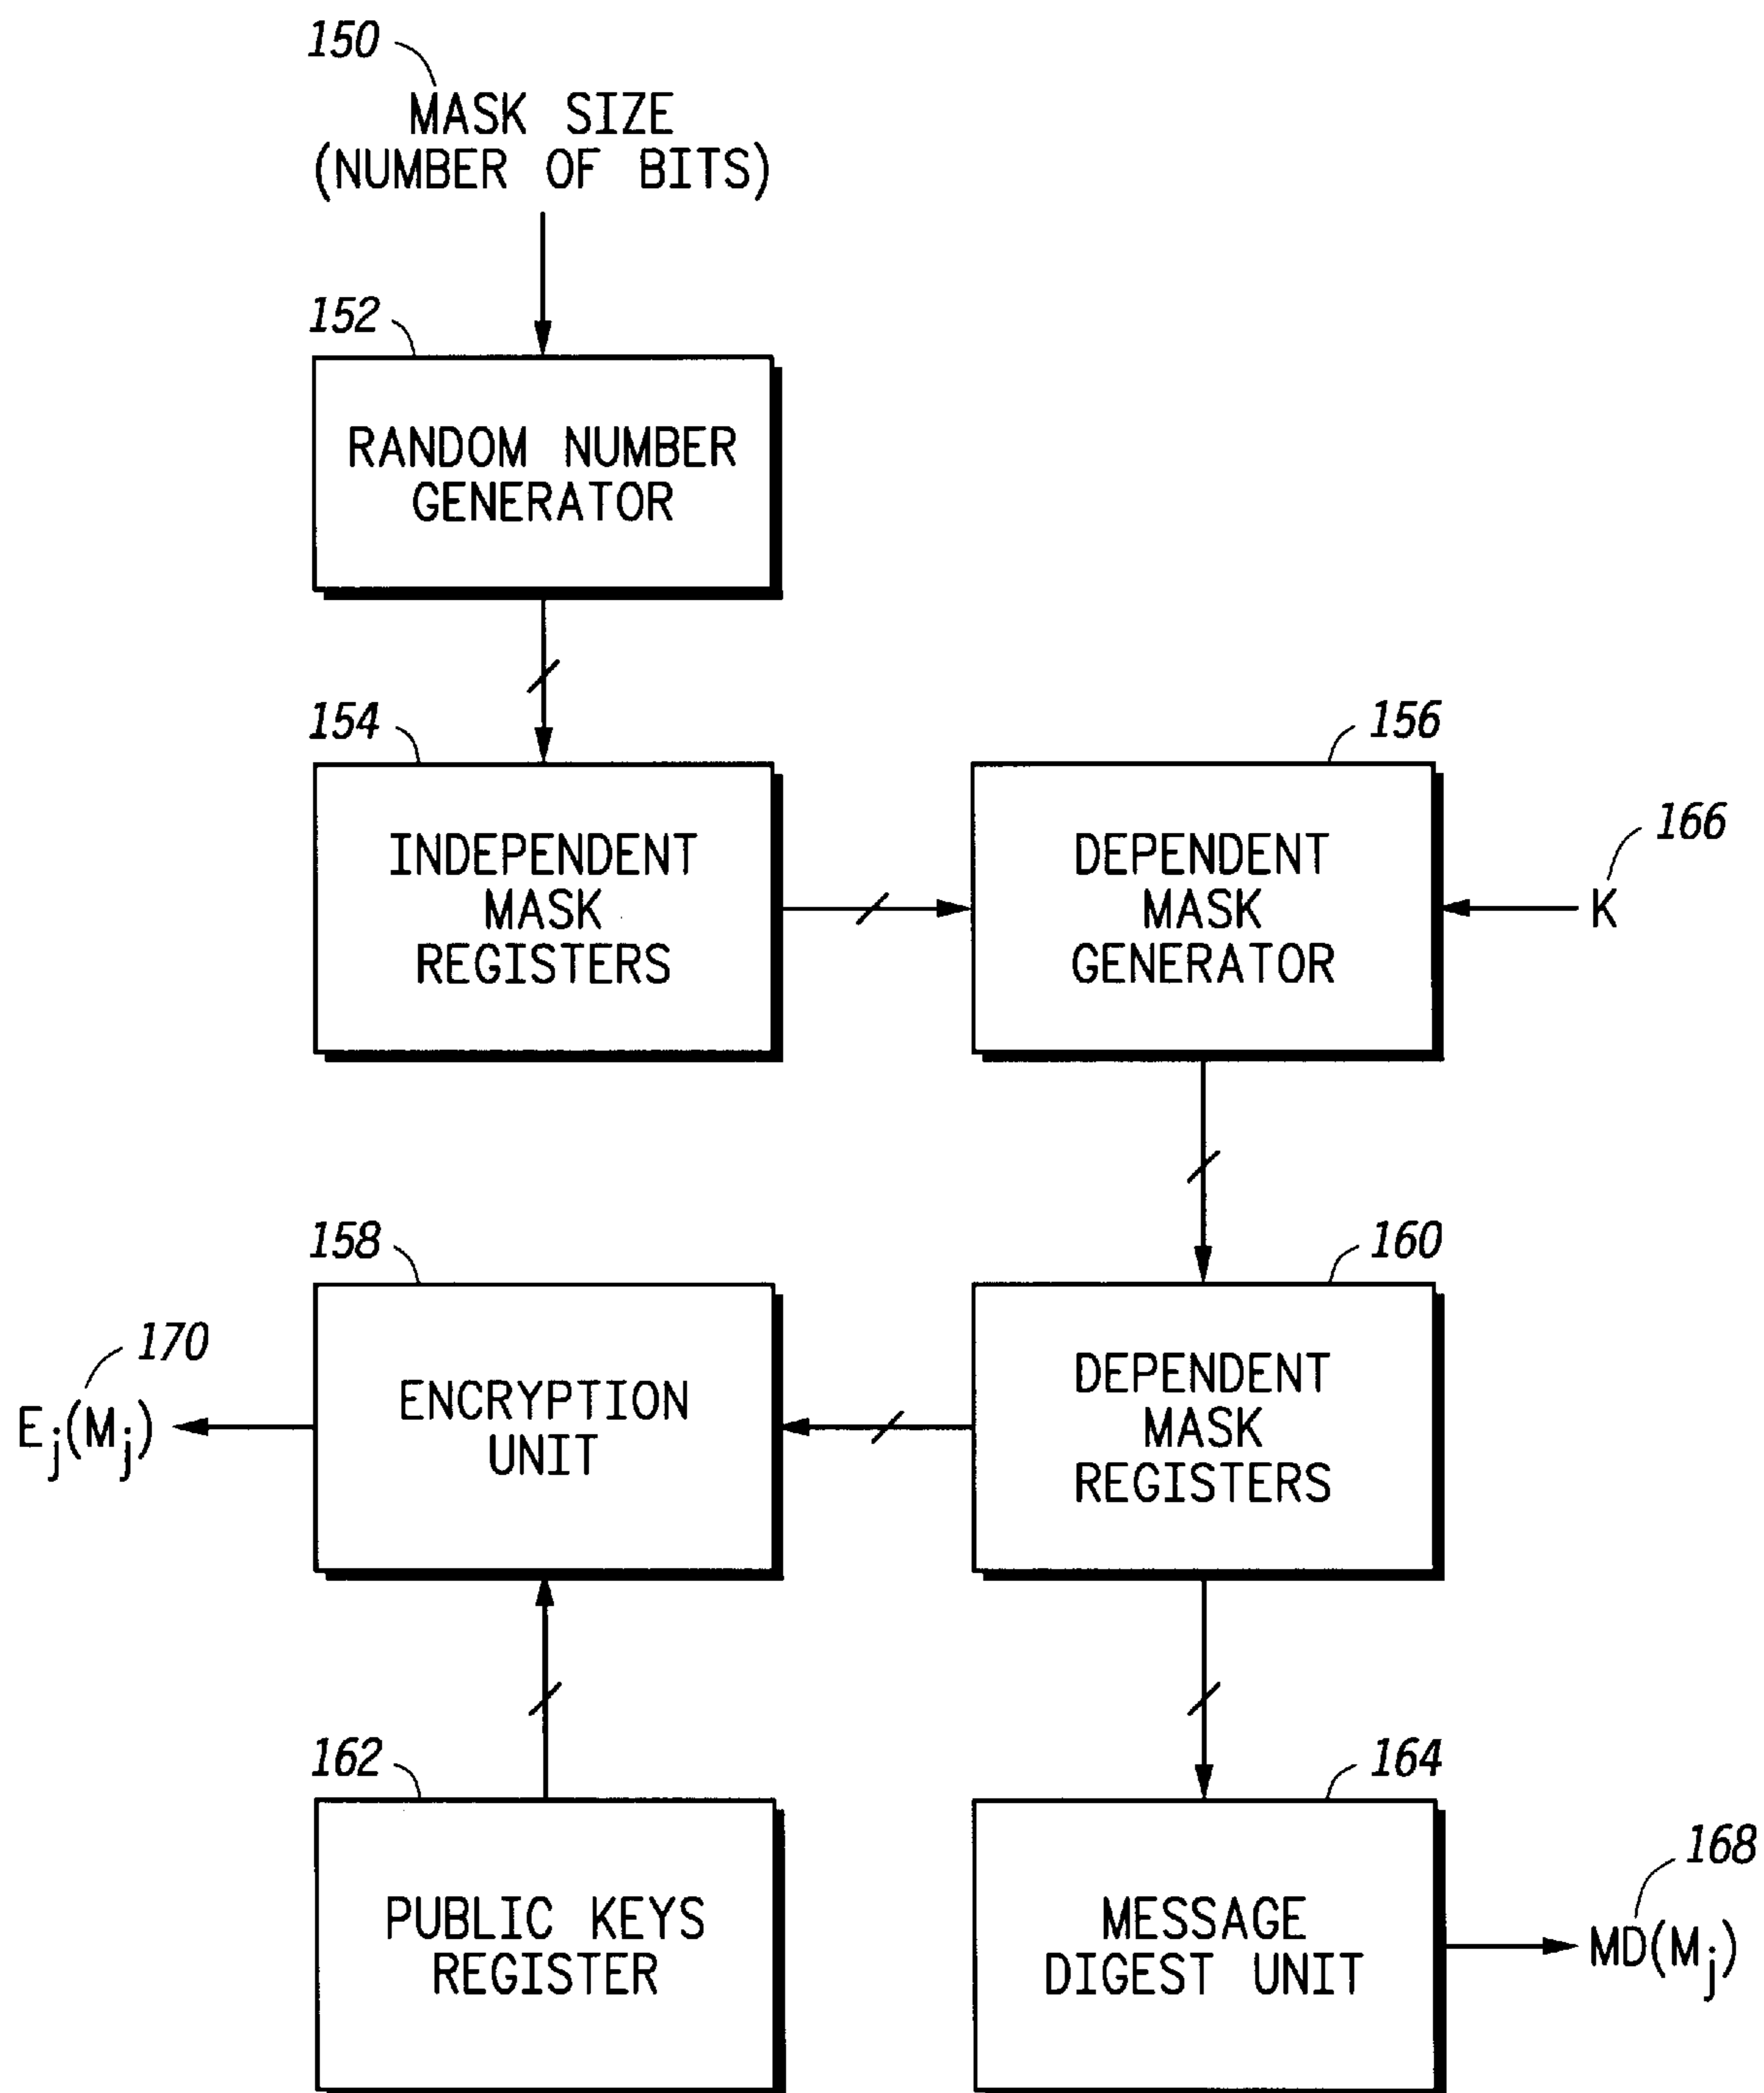 150
MASK SIZE
(NUMBER OF BITS)
152
RANDOM NUMBER
GENERATOR
154
INDEPENDENT
MASK
REGISTERS
156
DEPENDENT
MASK
GENERATOR
166
K
158
ENCRYPTION
UNIT
170
Ej(Mj)
160
DEPENDENT
MASK
REGISTERS
162
PUBLIC KEYS
REGISTER
164
MESSAGE
DIGEST UNIT
168
MD(Mj)